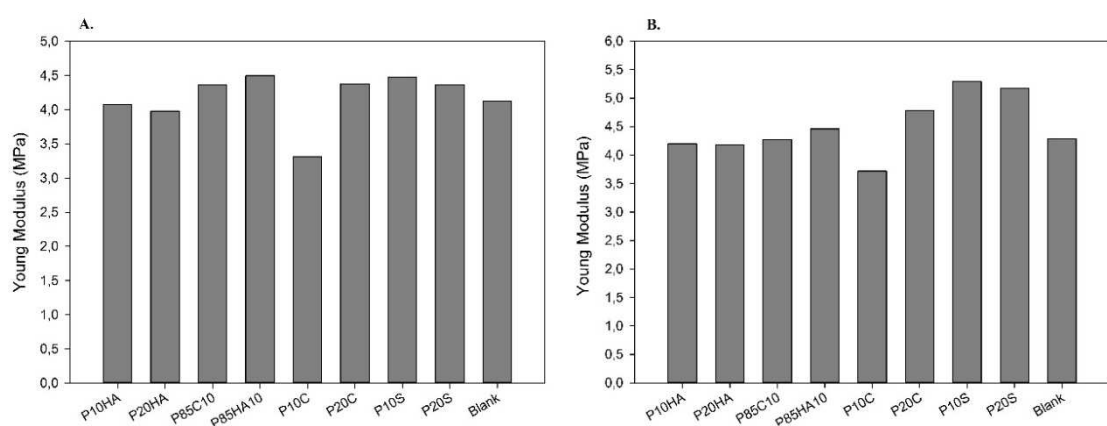 A.
Young Modulus (MPa)
5,0
4,5
4,0
3,5
3,0
2,5
2,0
1,5
1,0
0,5
0,0
P10HA
P20HA
P85C10
P85HA10
P10C
P20C
P10S
P20S
Blank
B.
Young Modulus (MPa)
6,0
5,5
5,0
4,5
4,0
3,5
3,0
2,5
2,0
1,5
1,0
0,5
0,0
P10HA
P20HA
P85C10
P85HA10
P10C
P20C
P10S
P20S
Blank